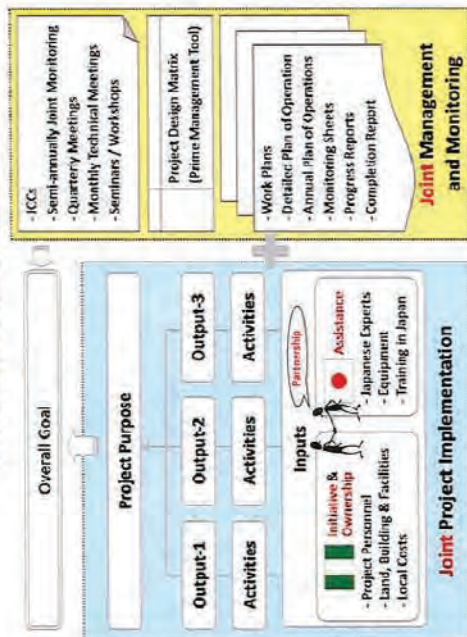 Overall Goal
Project Purpose
Output-1
Output-2
Output-3
Activities
Activities
Activities
Inputs
Partnership
Initiative &
Ownership
- Project Personnel
- Land, Building & Facilities
- Local Costs
Assistance
- Japanese Experts
- Equipment
- Training in Japan
Joint Project Implementation
- JCCs
- Semi-annually Joint Monitoring
- Quarterly Meetings
- Monthly Technical Meetings
- Seminars / Workshops
Project Design Matrix
(Prime Management Tool)
- Work Plans
- Detailed Plan of Operation
- Annual Plan of Operations
- Monitoring Sheets
- Progress Reports
- Completion Report
Joint Management
and Monitoring